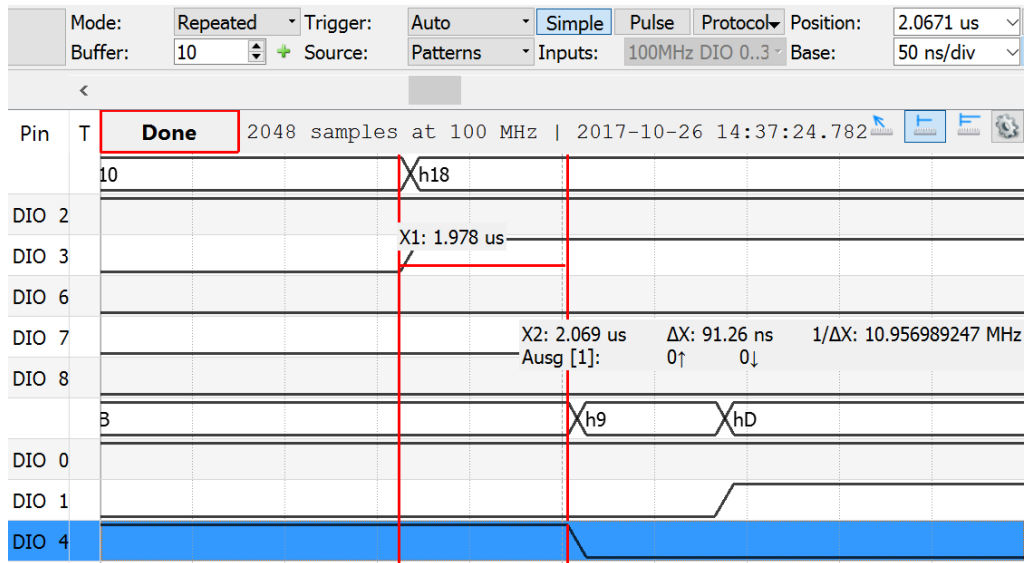 Mode: Repeated Trigger: Auto Simple Pulse Protocol Position: 2.0671 us
Buffer: 10 Source: Patterns Inputs: 100MHz DIO 0..3 Base: 50 ns/div
Pin T Done 2048 samples at 100 MHz | 2017-10-26 14:37:24.782
10 h18
DIO 2
X1: 1.978 us
DIO 3
DIO 6
DIO 7 X2: 2.069 us ΔX: 91.26 ns 1/ΔX: 10.956989247 MHz
Ausg [1]: 0↑ 0↓
DIO 8
B h9 hD
DIO 0
DIO 1
DIO 4